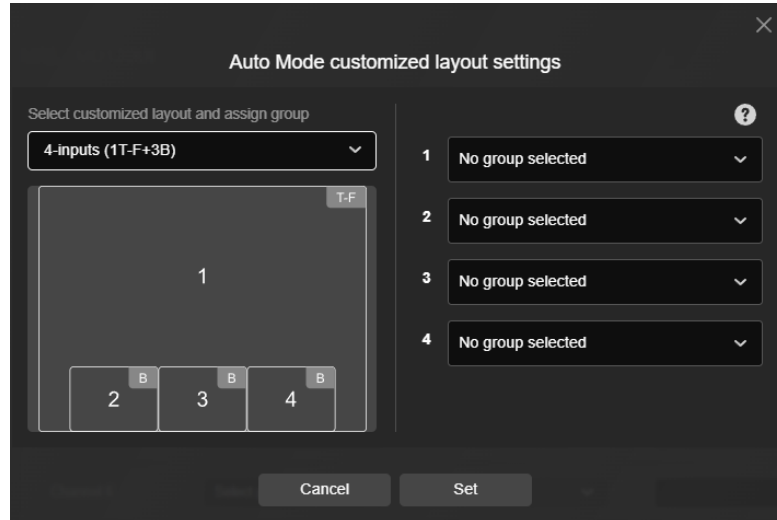 Auto Mode customized layout settings
Select customized layout and assign group
4-inputs (1T-F+3B)
T-F
1
B
B
B
2
3
4
?
1
No group selected
2
No group selected
3
No group selected
4
No group selected
Cancel
Set